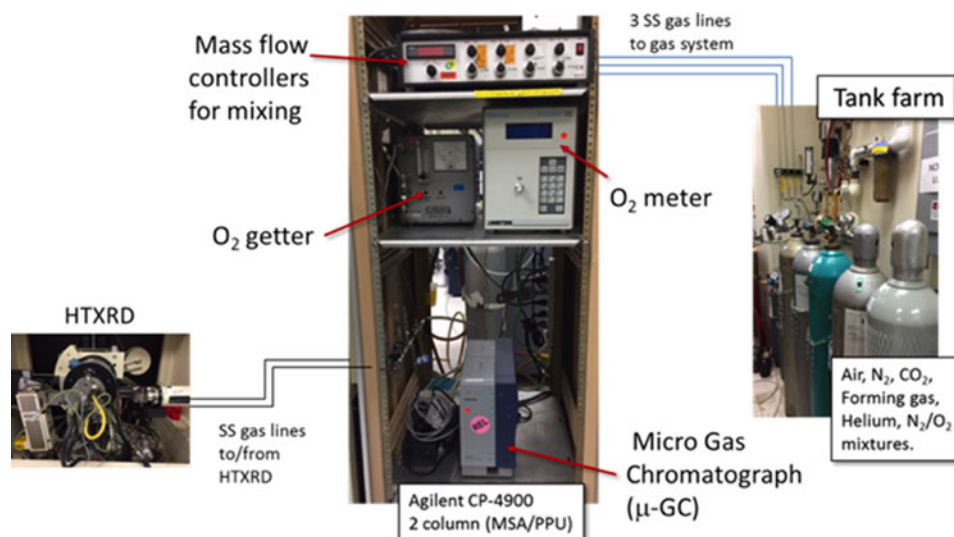 Mass flow
controllers
for mixing
3 SS gas lines
to gas system
Tank farm
O₂ getter
O₂ meter
AMETEK
HTXRD
SS gas lines
to/from
HTXRD
HEL
Air, N₂, CO₂,
Forming gas,
Helium, N₂/O₂
mixtures.
Micro Gas
Chromatograph
(μ-GC)
Agilent CP-4900
2 column (MSA/PPU)